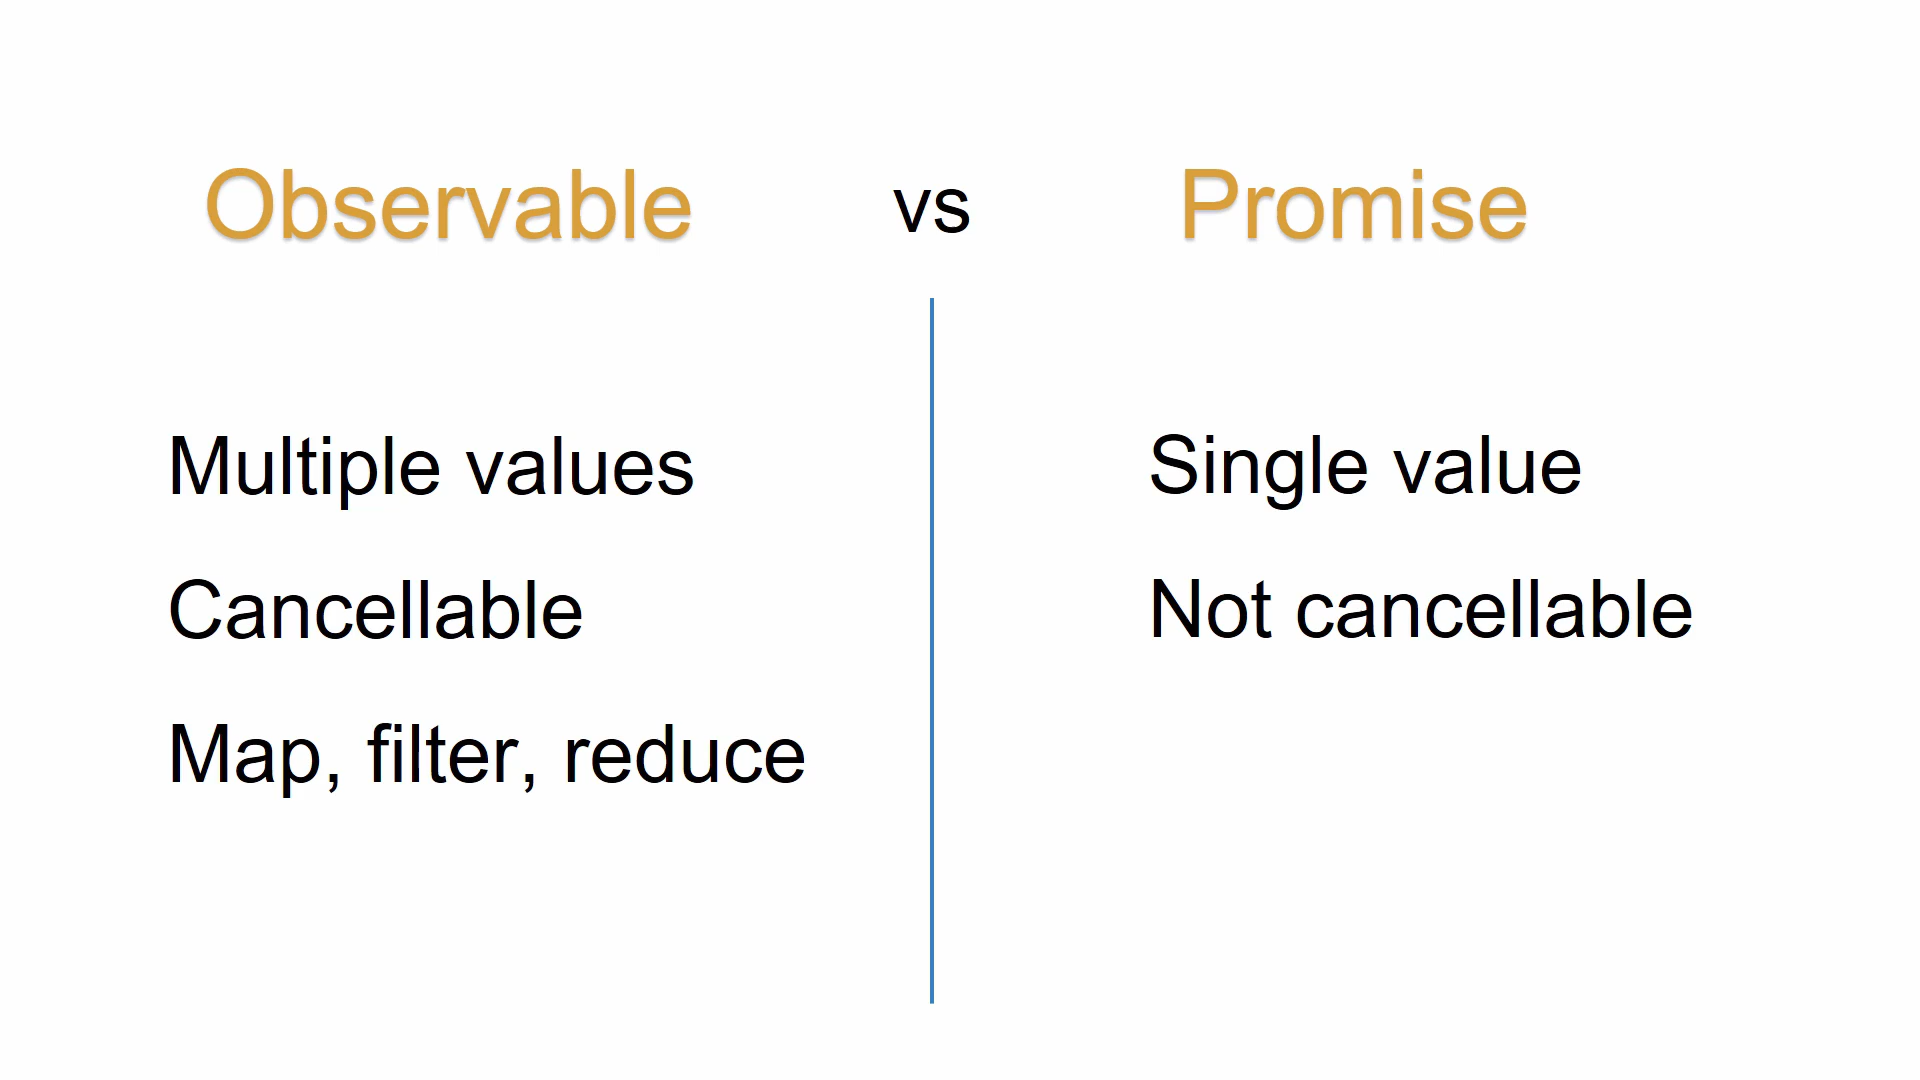 Observable vs Promise
Multiple values
Cancellable
Map, filter, reduce
Single value
Not cancellable